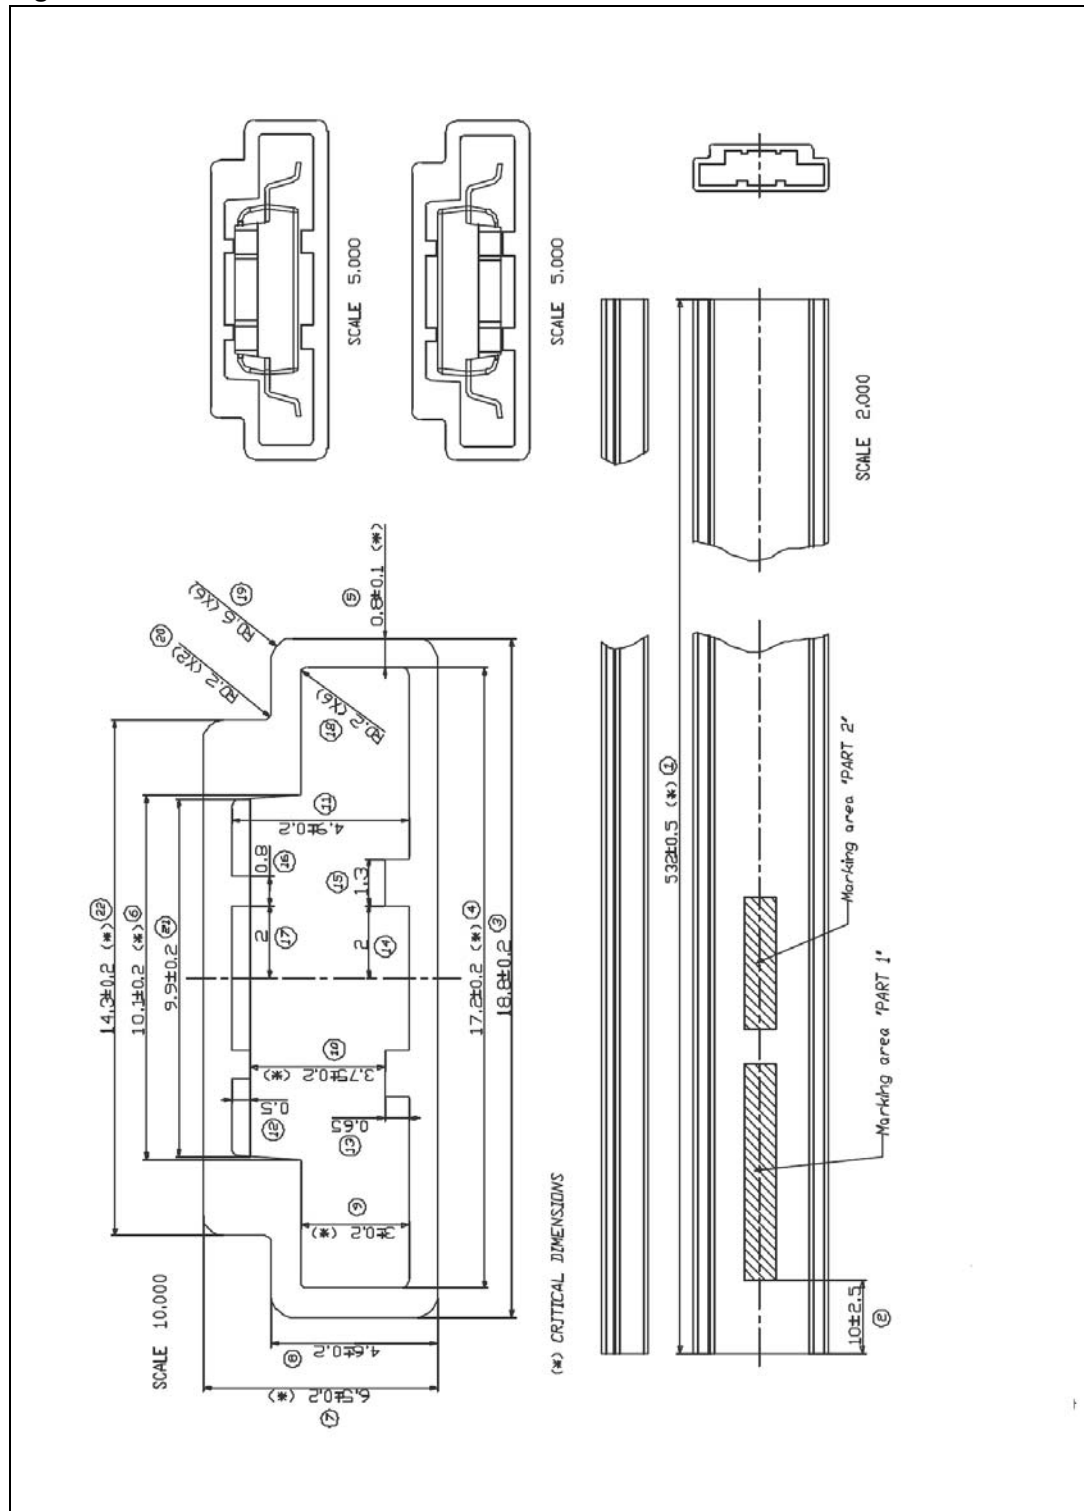 SCALE 5,000
SCALE 5,000
SCALE 2,000
SCALE 10,000
14.3±0.2 (*) 22
10.1±0.2 (*) 6
9.9±0.2 21
R0.2 (X2) 20
R0.6 (X6) 19
R0.2 (X6) 18
0.8±0.1 (*) 5
4.9±0.2 11
0.8 16
2 17
1.3 15
2 14
3.75±0.2 (*) 10
0.5 12
0.65 13
3±0.2 (*) 9
17.2±0.2 (*) 4
18.8±0.2 3
4.6±0.2 8
6.5±0.2 (*) 7
(*) CRITICAL DIMENSIONS
532±0.5 (*) 1
Marking area "PART 2"
Marking area "PART 1"
10±2.5
2